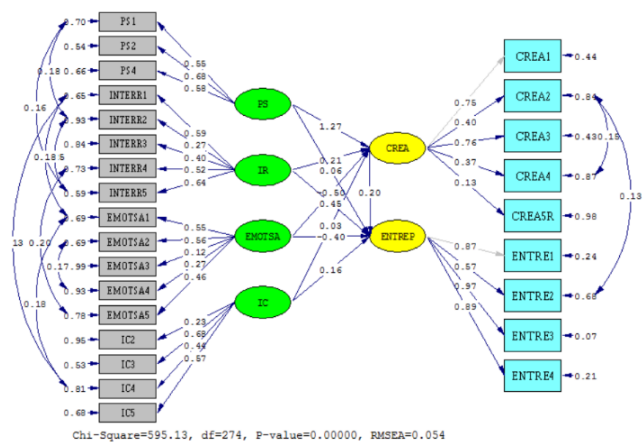 0.70 PS1
0.54 PS2
0.66 PS4
0.65 INTERR1
0.93 INTERR2
0.84 INTERR3
0.73 INTERR4
0.59 INTERR5
0.69 EMOTSA1
0.69 EMOTSA2
0.99 EMOTSA3
0.93 EMOTSA4
0.78 EMOTSA5
0.95 IC2
0.53 IC3
0.81 IC4
0.68 IC5
0.18
0.16
0.18
0.20
0.17
0.18
0.55
0.68
0.58
0.59
0.27
0.40
0.52
0.64
0.55
0.56
0.12
0.27
0.46
0.23
0.68
0.44
0.57
PS
IR
EMOTSA
IC
1.27
0.21
0.06
-0.50
0.45
0.03
-0.40
0.16
0.20
CREA
ENTREP
0.75
0.40
0.76
0.37
0.13
0.87
0.57
0.97
0.89
CREA1 0.44
CREA2 0.84
CREA3 0.43
CREA4 0.87
CREA5R 0.98
ENTRE1 0.24
ENTRE2 0.68
ENTRE3 0.07
ENTRE4 0.21
0.13
Chi-Square=595.13, df=274, P-value=0.00000, RMSEA=0.054